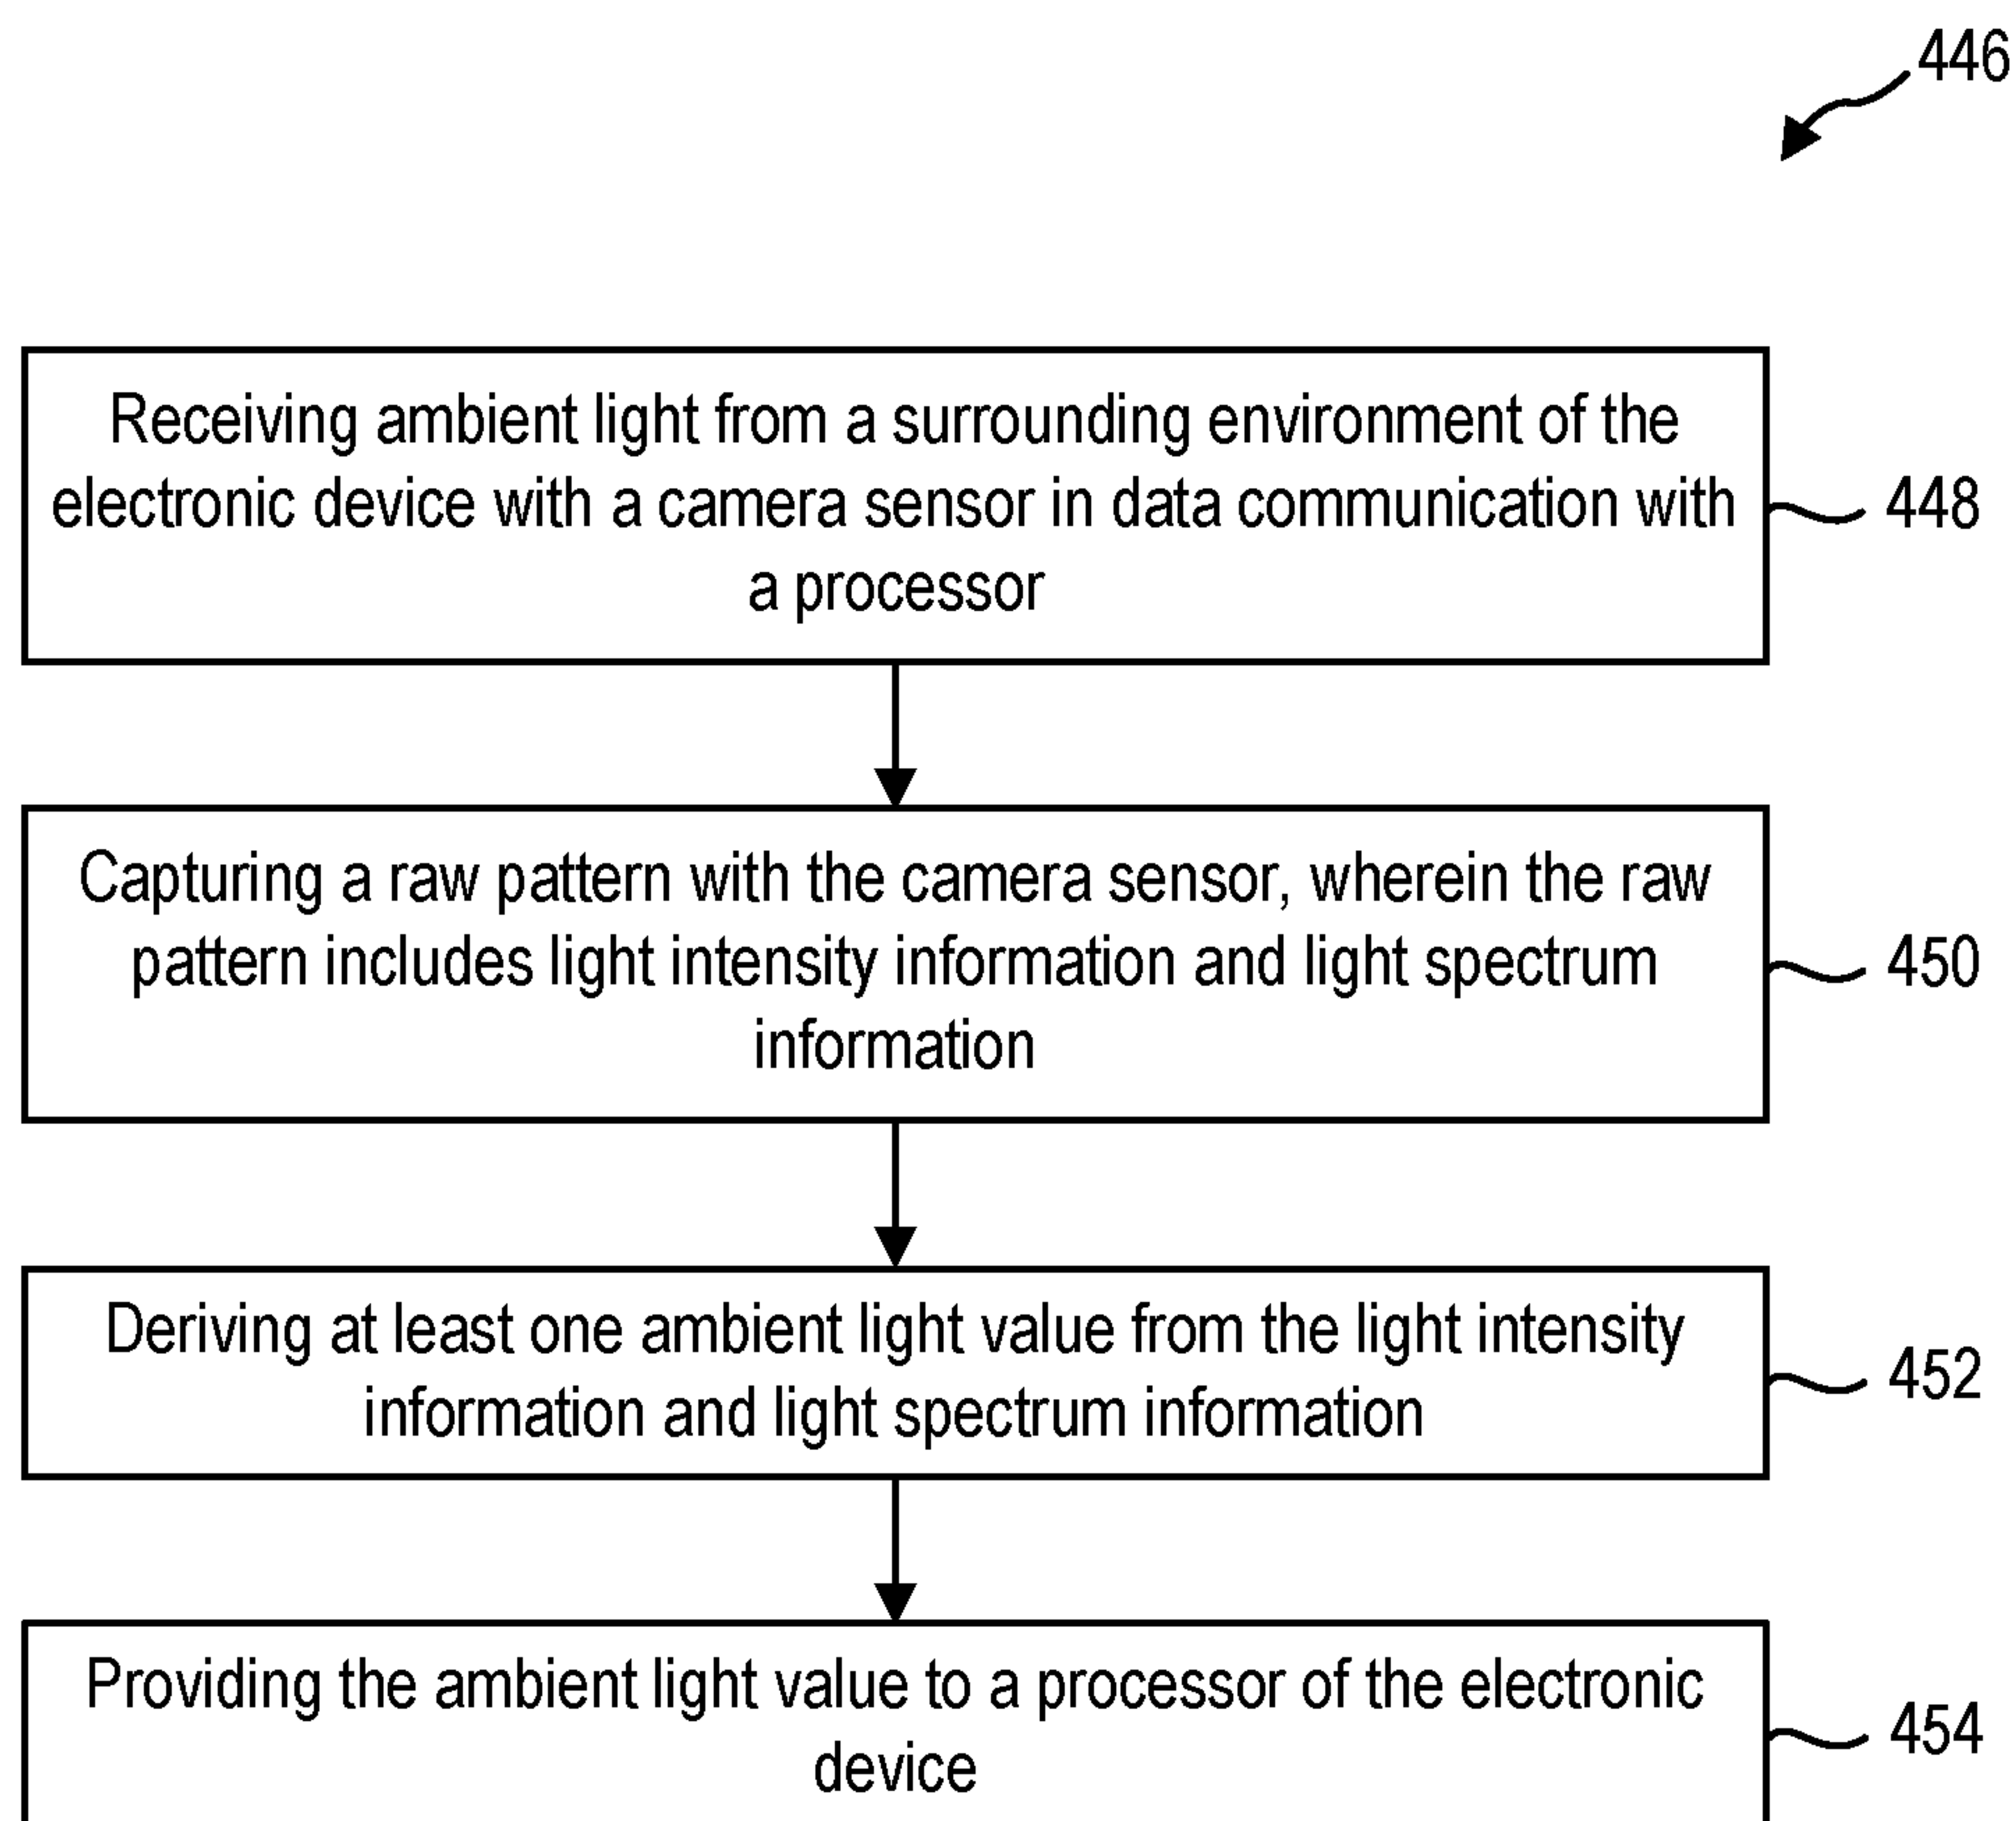 446
Receiving ambient light from a surrounding environment of the
electronic device with a camera sensor in data communication with
a processor
448
Capturing a raw pattern with the camera sensor, wherein the raw
pattern includes light intensity information and light spectrum
information
450
Deriving at least one ambient light value from the light intensity
information and light spectrum information
452
Providing the ambient light value to a processor of the electronic
device
454